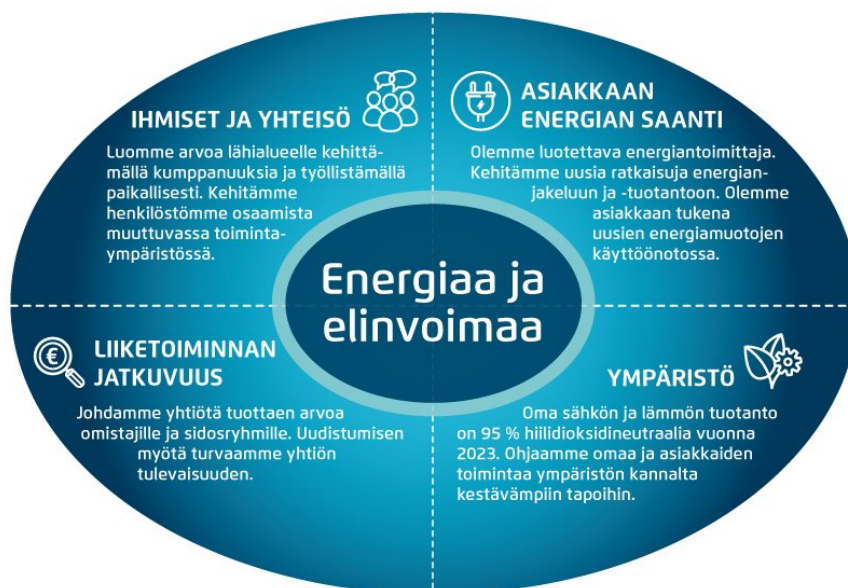 IHMISET JA YHTEISÖ
Luomme arvoa lähialueelle kehittä-
mällä kumppanuuksia ja työllistämällä
paikallisesti. Kehitämme
henkilöstömme osaamista
muuttuvassa toiminta-
ympäristössä.
ASIAKKAAN
ENERGIAN SAANTI
Olemme luotettava energiantoimittaja.
Kehitämme uusia ratkaisuja energian-
jakeluun ja -tuotantoon. Olemme
asiakkaan tukena
uusien energiamuotojen
käyttöönotossa.
Energiaa ja
elinvoimaa
€
LIIKETOIMINNAN
JATKUVUUS
Johdamme yhtiötä tuottaen arvoa
omistajille ja sidosryhmille. Uudistumisen
myötä turvaamme yhtiön
tulevaisuuden.
YMPÄRISTÖ
Oma sähkön ja lämmön tuotanto
on 95 % hiilidioksidineutraalia vuonna
2023. Ohjaamme omaa ja asiakkaiden
toimintaa ympäristön kannalta
kestävämpiin tapoihin.